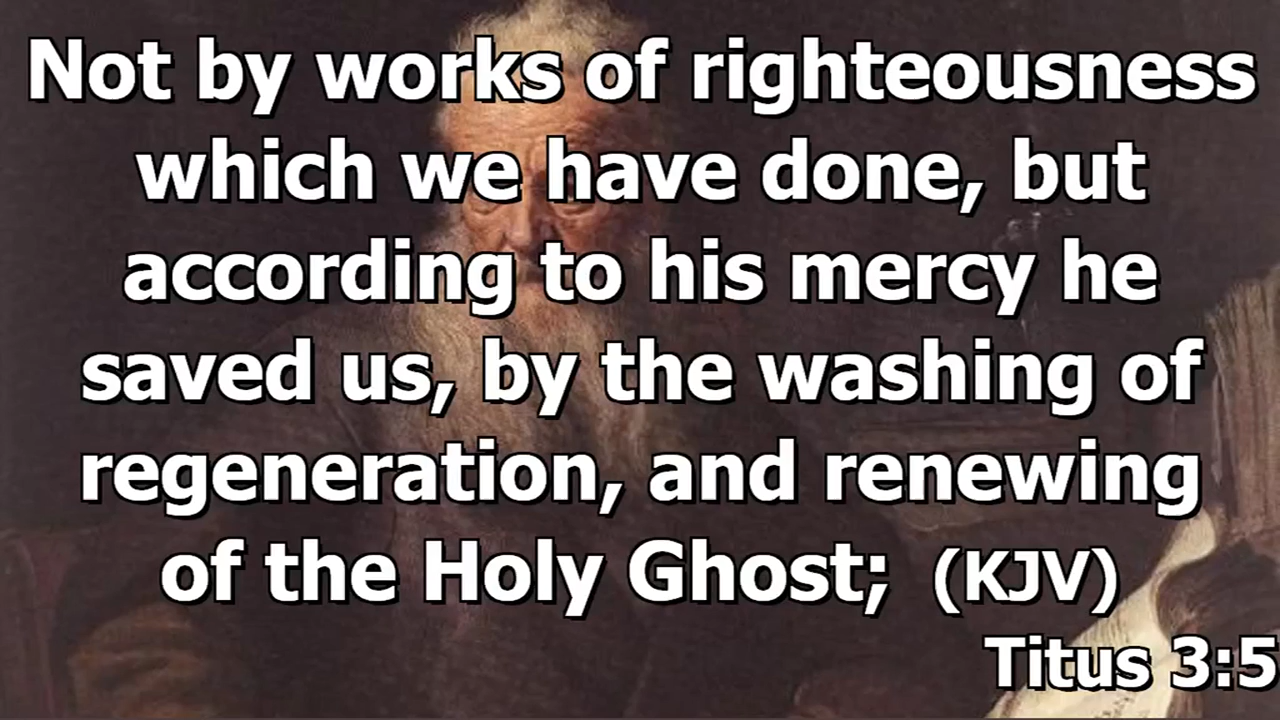 Not by works of righteousness
which we have done, but
according to his mercy he
saved us, by the washing of
regeneration, and renewing
of the Holy Ghost; (KJV)
Titus 3:5